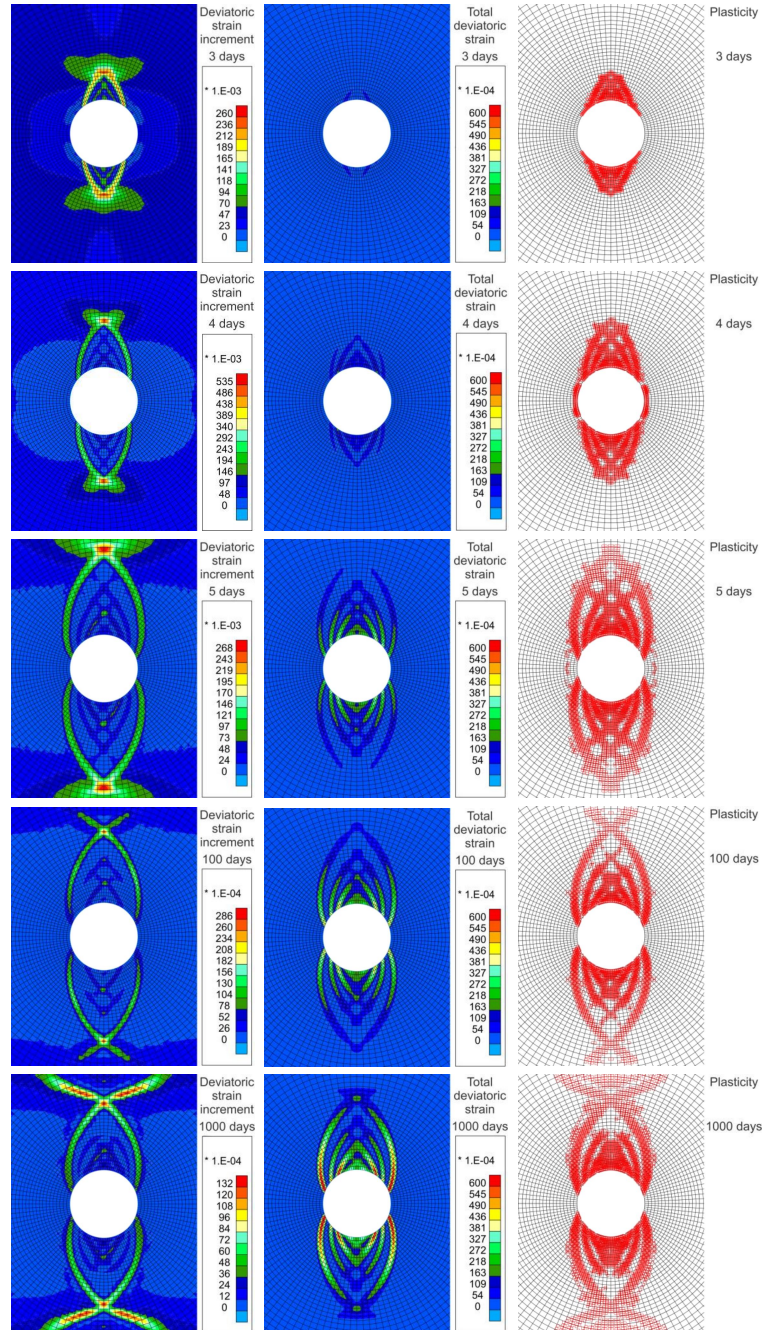 Deviatoric
strain
increment
3 days
* 1.E-03
260
236
212
189
165
141
118
94
70
47
23
0
Total
deviatoric
strain
3 days
* 1.E-04
600
545
490
436
381
327
272
218
163
109
54
0
Plasticity
3 days
Deviatoric
strain
increment
4 days
* 1.E-03
535
486
438
389
340
292
243
194
146
97
48
0
Total
deviatoric
strain
4 days
* 1.E-04
600
545
490
436
381
327
272
218
163
109
54
0
Plasticity
4 days
Deviatoric
strain
increment
5 days
* 1.E-03
268
243
219
195
170
146
121
97
73
48
24
0
Total
deviatoric
strain
5 days
* 1.E-04
600
545
490
436
381
327
272
218
163
109
54
0
Plasticity
5 days
Deviatoric
strain
increment
100 days
* 1.E-04
286
260
234
208
182
156
130
104
78
52
26
0
Total
deviatoric
strain
100 days
* 1.E-04
600
545
490
436
381
327
272
218
163
109
54
0
Plasticity
100 days
Deviatoric
strain
increment
1000 days
* 1.E-04
132
120
108
96
84
72
60
48
36
24
12
0
Total
deviatoric
strain
1000 days
* 1.E-04
600
545
490
436
381
327
272
218
163
109
54
0
Plasticity
1000 days